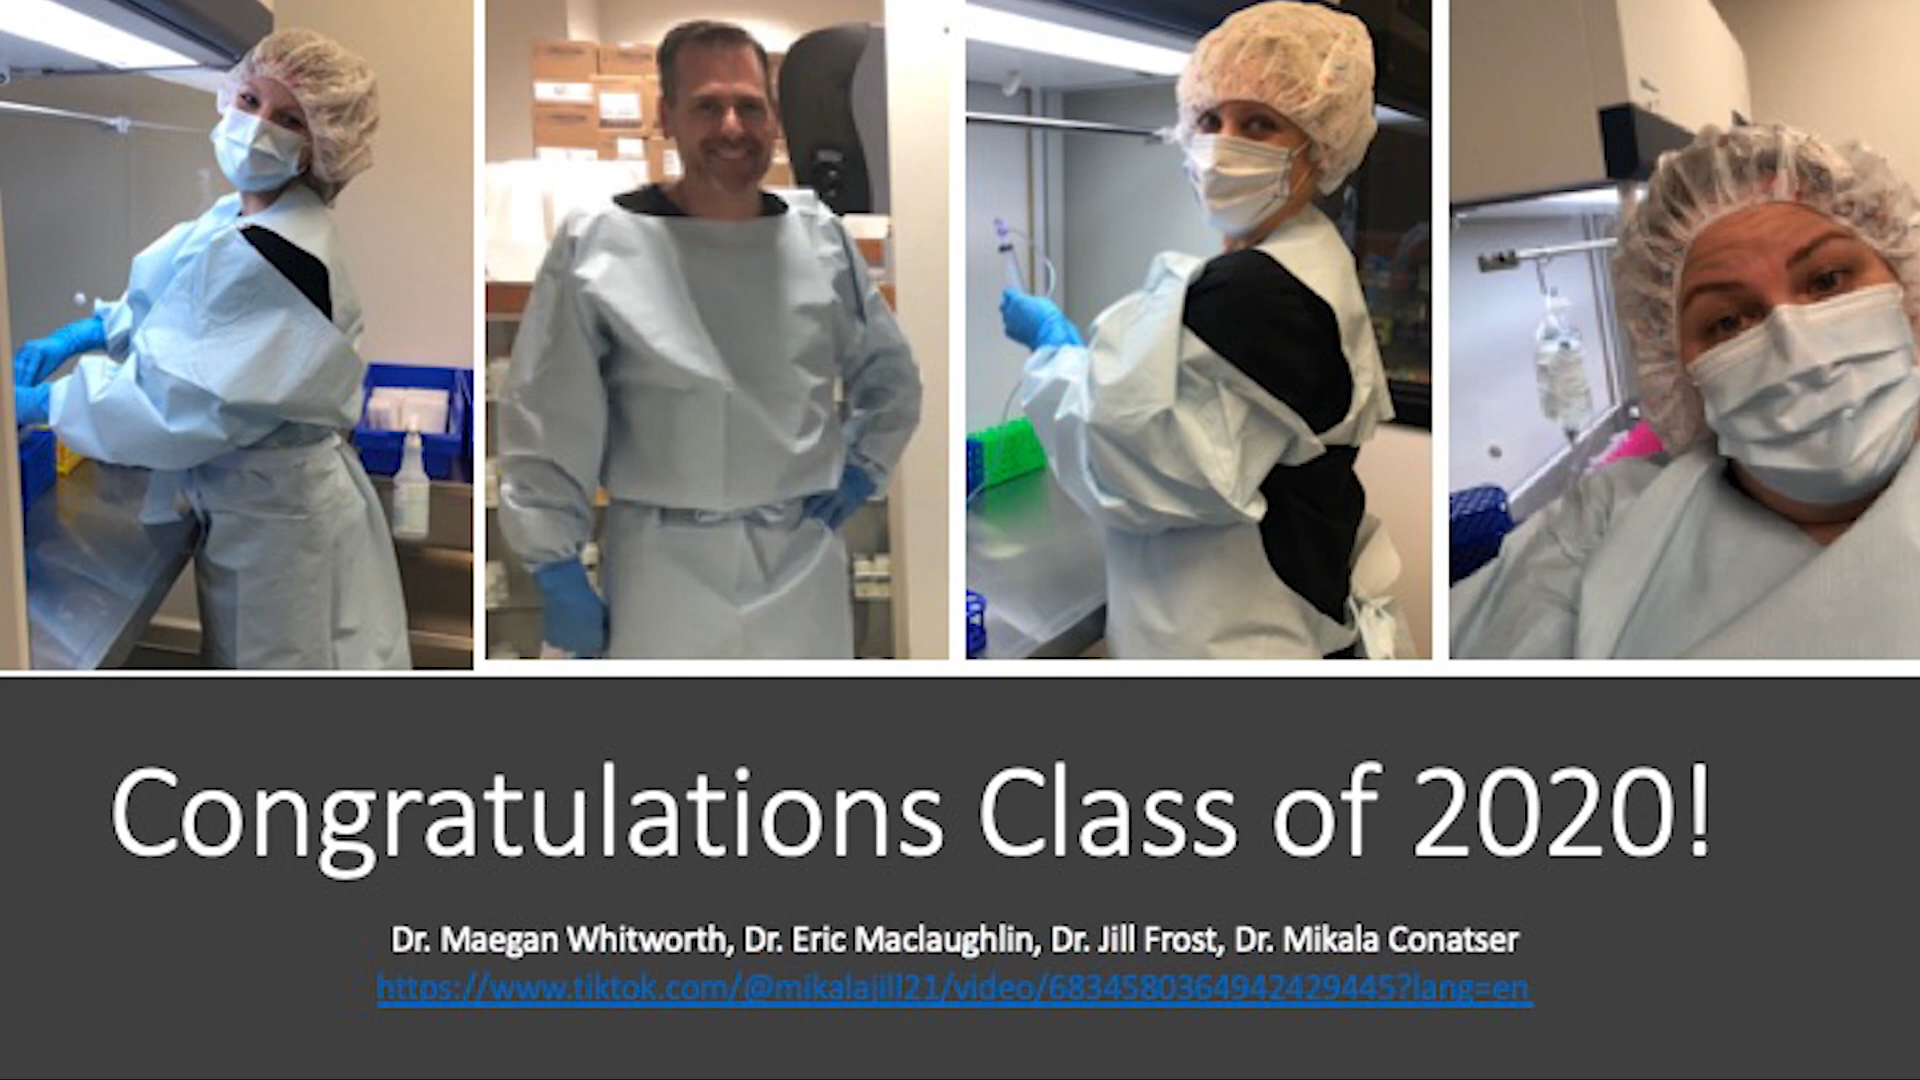 Congratulations Class of 2020!
Dr. Maegan Whitworth, Dr. Eric Maclaughlin, Dr. Jill Frost, Dr. Mikala Conatser
https://www.tiktok.com/@mikalajill21/video/6834580364942429445?lang=en